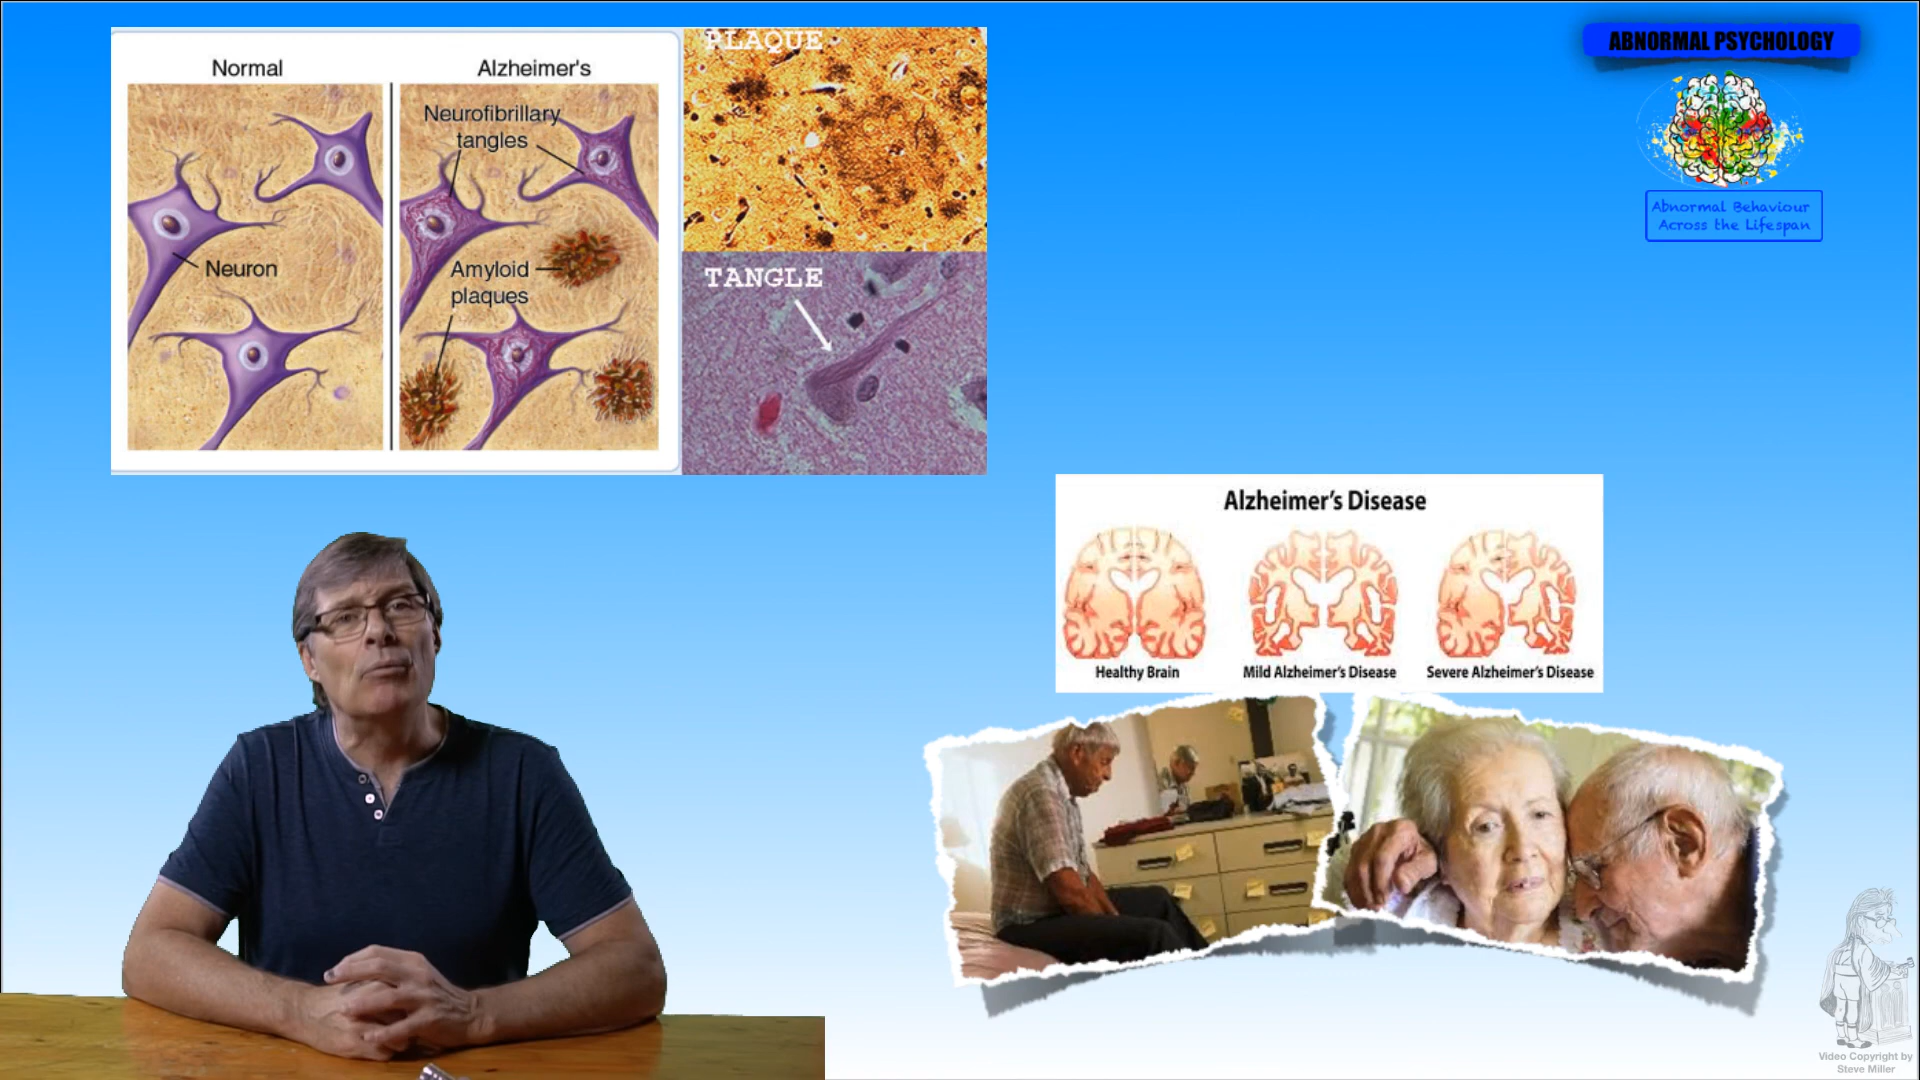 ABNORMAL PSYCHOLOGY
Abnormal Behaviour
Across the Lifespan
Normal
Alzheimer's
Neurofibrillary
tangles
Neuron
Amyloid
plaques
PLAQUE
TANGLE
Alzheimer's Disease
Healthy Brain
Mild Alzheimer's Disease
Severe Alzheimer's Disease
Video Copyright by
Steve Miller